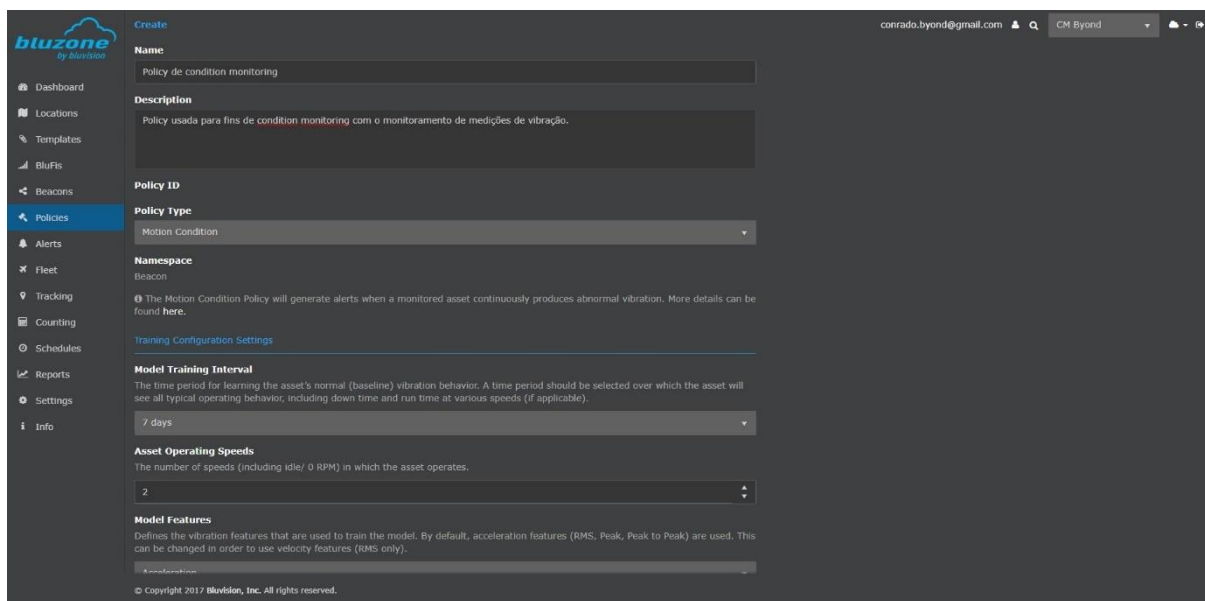 bluzone
by bluvision
Dashboard
Locations
Templates
BluFis
Beacons
Policies
Alerts
Fleet
Tracking
Counting
Schedules
Reports
Settings
Info
conrado.byond@gmail.com
CM Byond
Create
Name
Policy de condition monitoring
Description
Policy usada para fins de condition monitoring com o monitoramento de medições de vibração.
Policy ID
Policy Type
Motion Condition
Namespace
Beacon
The Motion Condition Policy will generate alerts when a monitored asset continuously produces abnormal vibration. More details can be
found here.
Training Configuration Settings
Model Training Interval
The time period for learning the asset's normal (baseline) vibration behavior. A time period should be selected over which the asset will
see all typical operating behavior, including down time and run time at various speeds (if applicable).
7 days
Asset Operating Speeds
The number of speeds (including idle/ 0 RPM) in which the asset operates.
2
Model Features
Defines the vibration features that are used to train the model. By default, acceleration features (RMS, Peak, Peak to Peak) are used. This
can be changed in order to use velocity features (RMS only).
Acceleration
© Copyright 2017 Bluvision, Inc. All rights reserved.